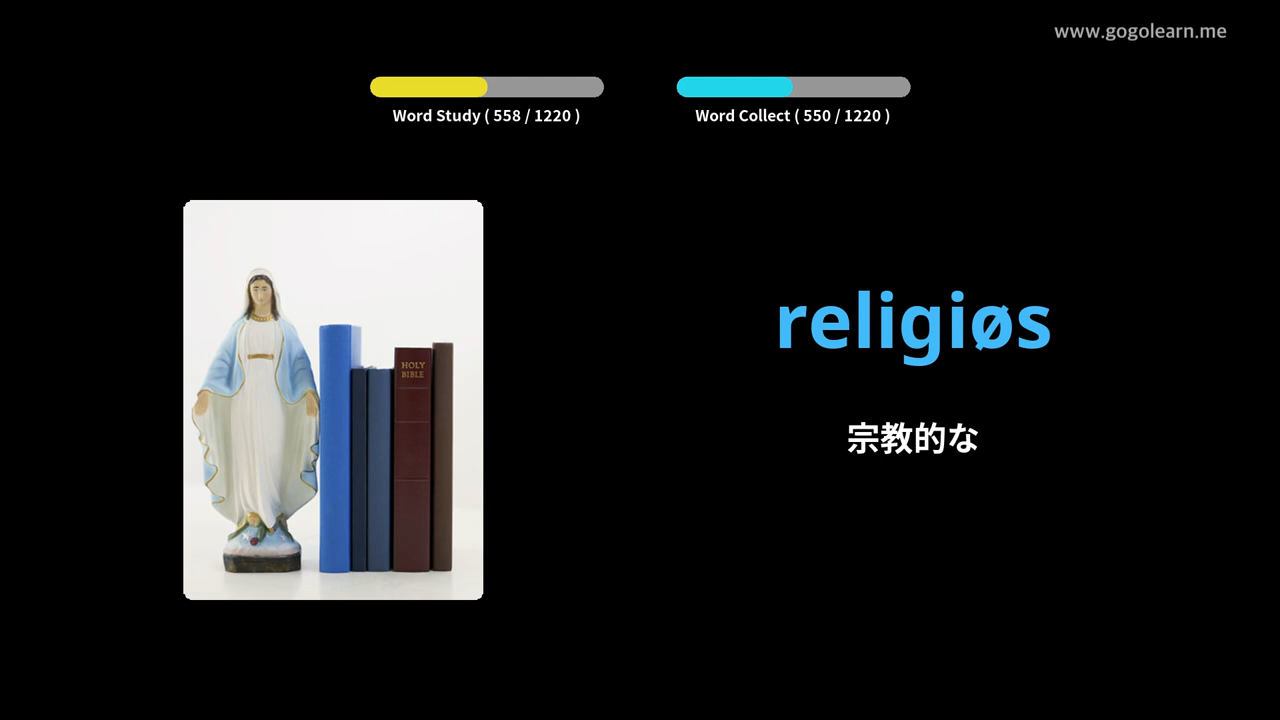 www.gogolearn.me
Word Study ( 558 / 1220 )
Word Collect ( 550 / 1220 )
HOLY
BIBLE
religiøs
宗教的な